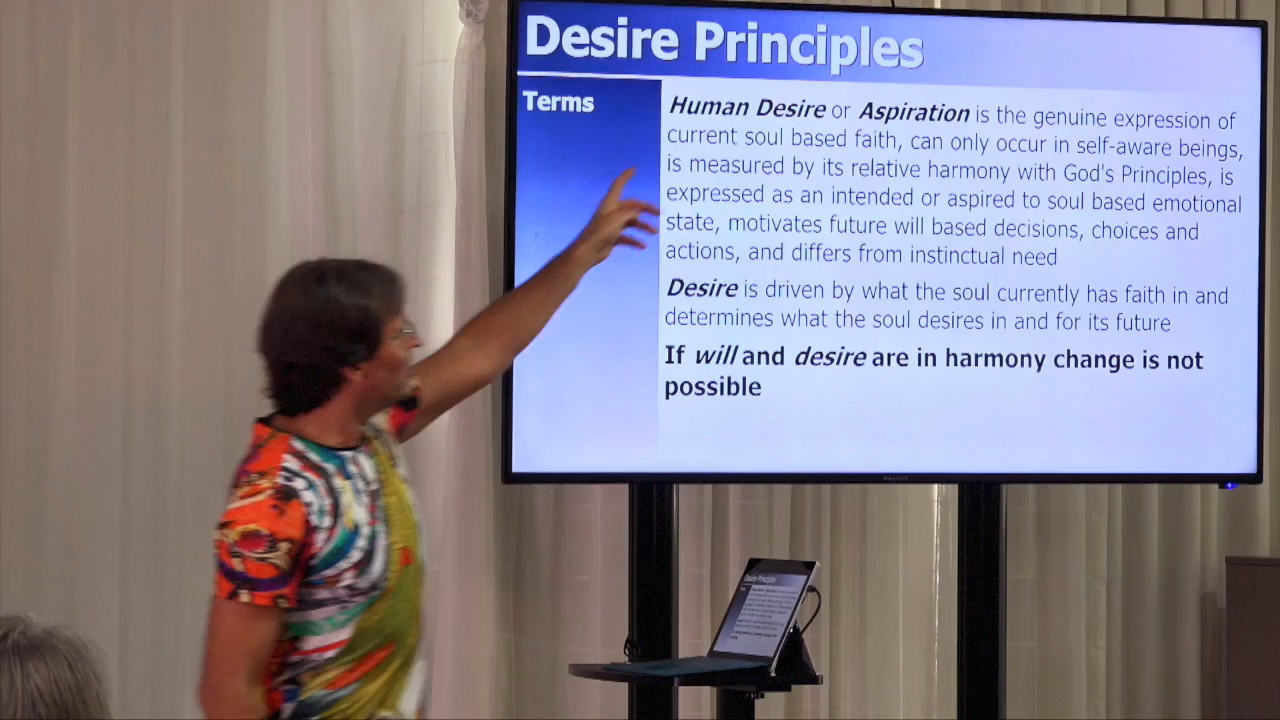 Desire Principles
Terms
Human Desire or Aspiration is the genuine expression of
current soul based faith, can only occur in self-aware beings,
is measured by its relative harmony with God's Principles, is
expressed as an intended or aspired to soul based emotional
state, motivates future will based decisions, choices and
actions, and differs from instinctual need
Desire is driven by what the soul currently has faith in and
determines what the soul desires in and for its future
If will and desire are in harmony change is not
possible
Desire Principles